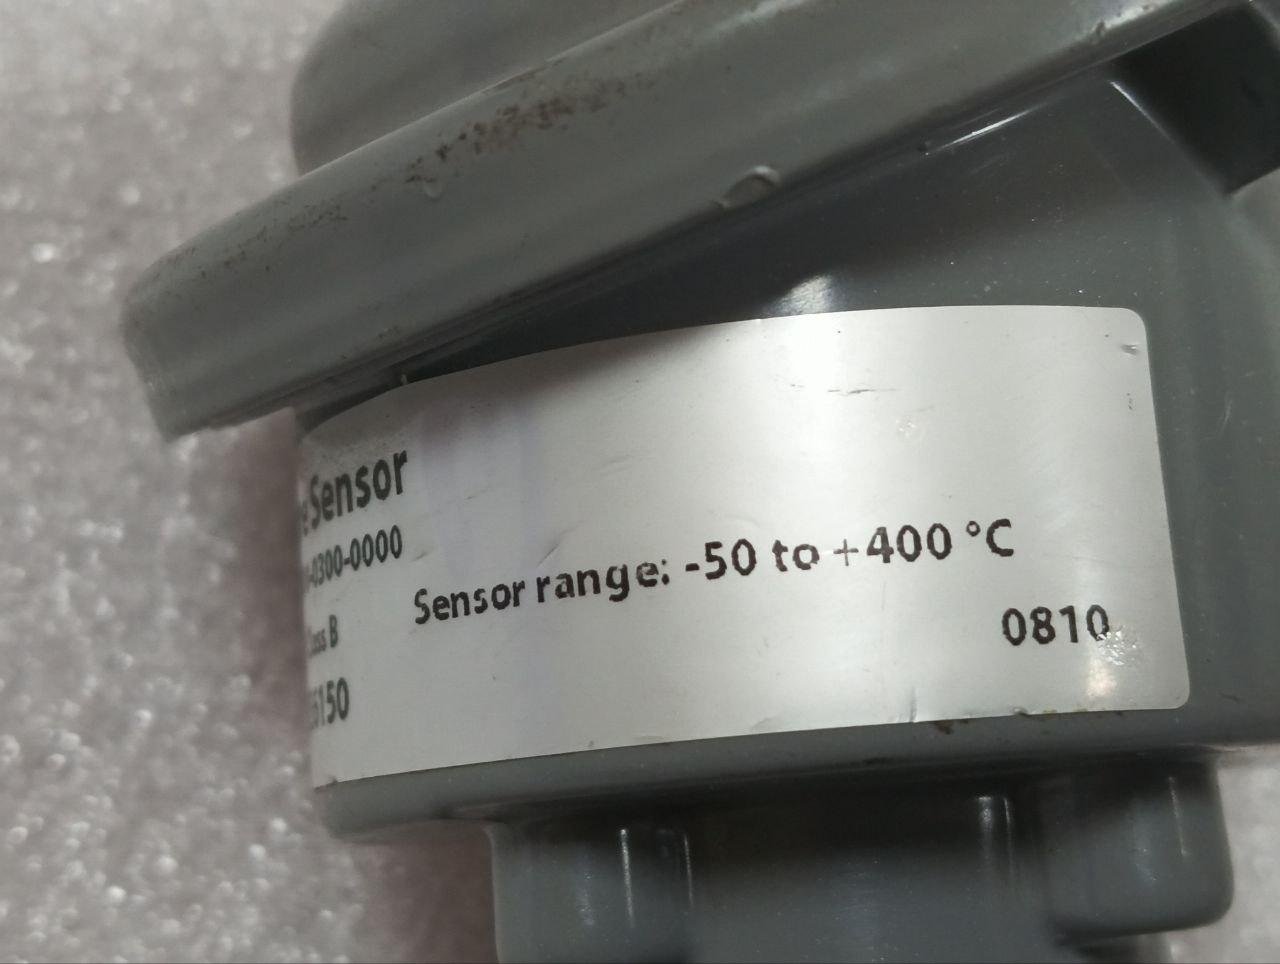 Sensor
-0300-0000
B
Sensor range: -50 to +400 °C
0810